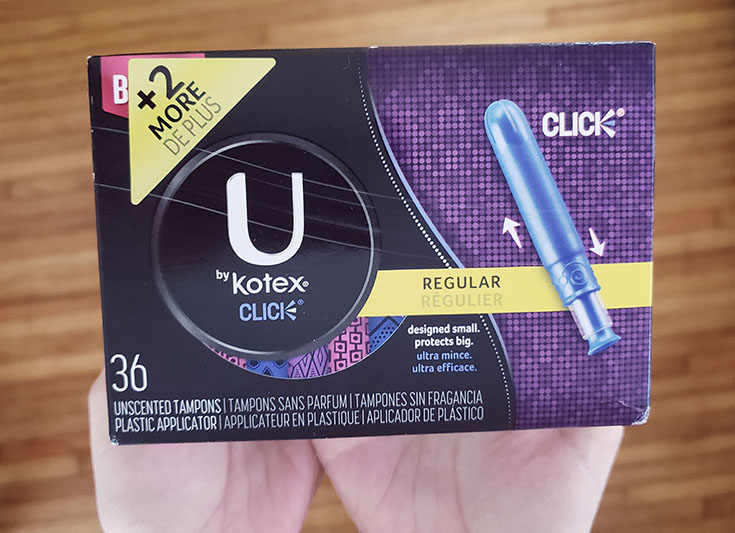 B
+2
MORE
DE PLUS
U
by Kotex®
CLICK®
CLICK®
REGULAR
RÉGULIER
designed small.
protects big.
ultra mince.
ultra efficace.
36
UNSCENTED TAMPONS | TAMPONS SANS PARFUM | TAMPONES SIN FRAGANCIA
PLASTIC APPLICATOR | APPLICATEUR EN PLASTIQUE | APLICADOR DE PLÁSTICO